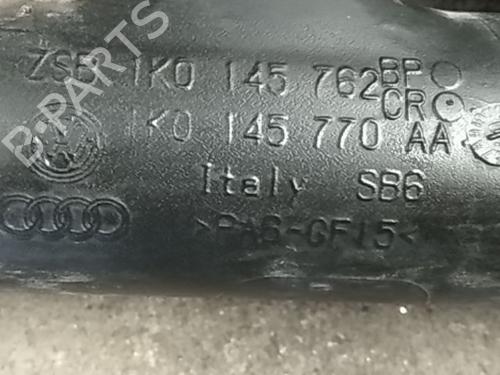 ZSB 1K0 145 762 BP
CR
1K0 145 770 AA
Italy SB6
>PA6-GF15<
B-PARTS